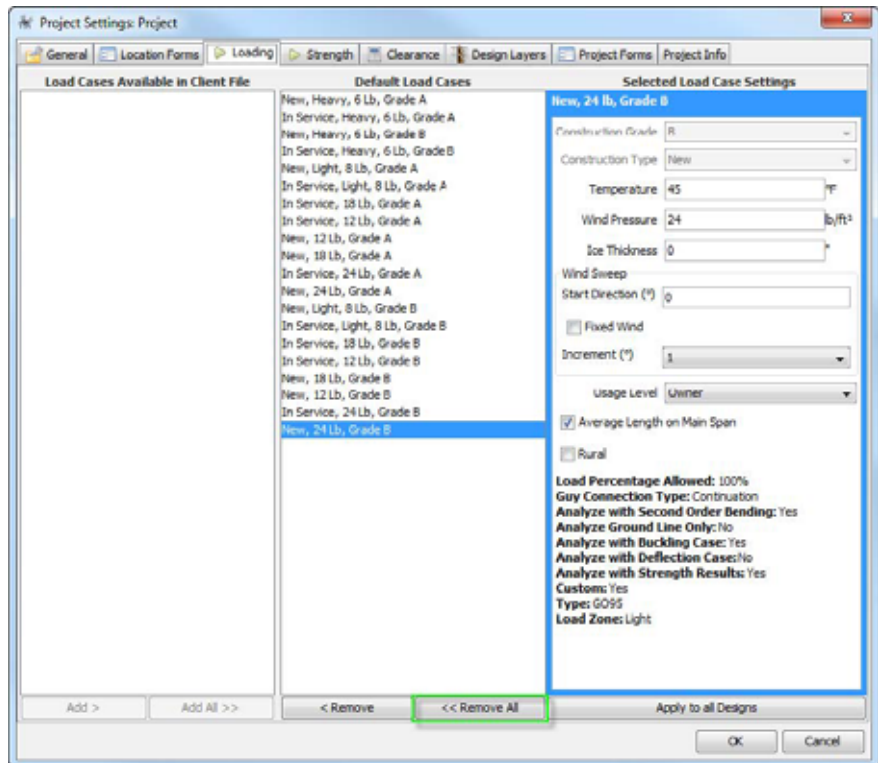 Project Settings: Project
General
Location Forms
Loading
Strength
Clearance
Design Layers
Project Forms
Project Info
Load Cases Available in Client File
Default Load Cases
Selected Load Case Settings
New, Heavy, 6 Lb, Grade A
In Service, Heavy, 6 Lb, Grade A
New, Heavy, 6 Lb, Grade B
In Service, Heavy, 6 Lb, Grade B
New, Light, 8 Lb, Grade A
In Service, Light, 8 Lb, Grade A
In Service, 18 Lb, Grade A
In Service, 12 Lb, Grade A
New, 12 Lb, Grade A
New, 18 Lb, Grade A
In Service, 24 Lb, Grade A
New, 24 Lb, Grade A
New, Light, 8 Lb, Grade B
In Service, Light, 8 Lb, Grade B
In Service, 18 Lb, Grade B
In Service, 12 Lb, Grade B
New, 18 Lb, Grade B
New, 12 Lb, Grade B
In Service, 24 Lb, Grade B
New, 24 Lb, Grade B
New, 24 lb, Grade B
Construction Grade B
Construction Type New
Temperature 45 °F
Wind Pressure 24 lb/ft²
Ice Thickness 0 "
Wind Sweep
Start Direction (°) 0
Fixed Wind
Increment (°) 1
Usage Level Owner
Average Length on Main Span
Rural
Load Percentage Allowed: 100%
Guy Connection Type: Continuation
Analyze with Second Order Bending: Yes
Analyze Ground Line Only: No
Analyze with Buckling Case: Yes
Analyze with Deflection Case:No
Analyze with Strength Results: Yes
Custom: Yes
Type: GO95
Load Zone: Light
Add >
Add All >>
< Remove
<< Remove All
Apply to all Designs
OK
Cancel